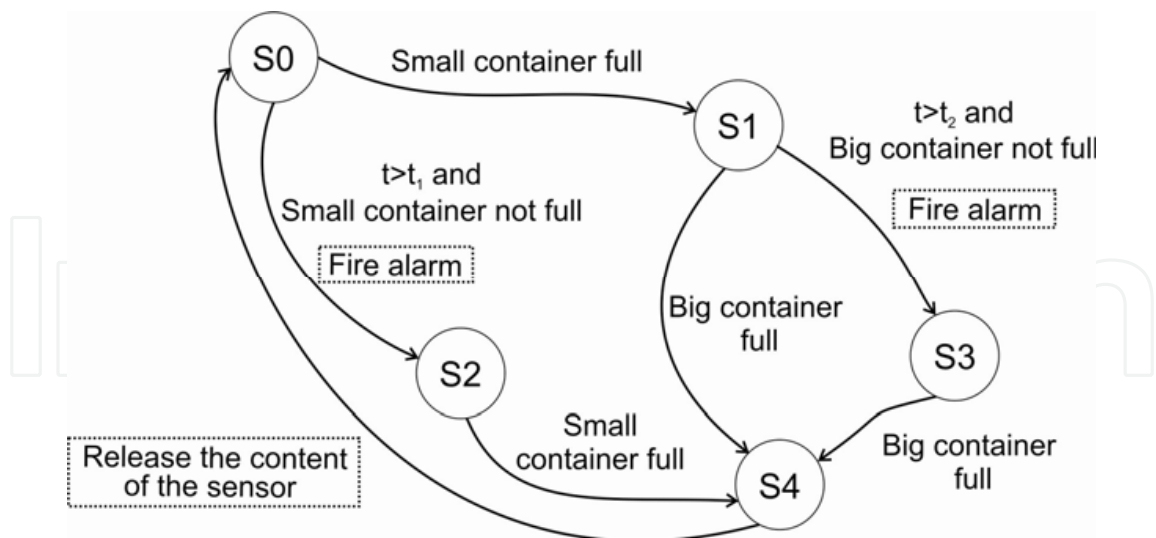 S0
Small container full
S1
t>t₂ and
Big container not full
Fire alarm
t>t₁ and
Small container not full
Fire alarm
Big container
full
S3
S2
Small
container full
Big container
full
Release the content
of the sensor
S4